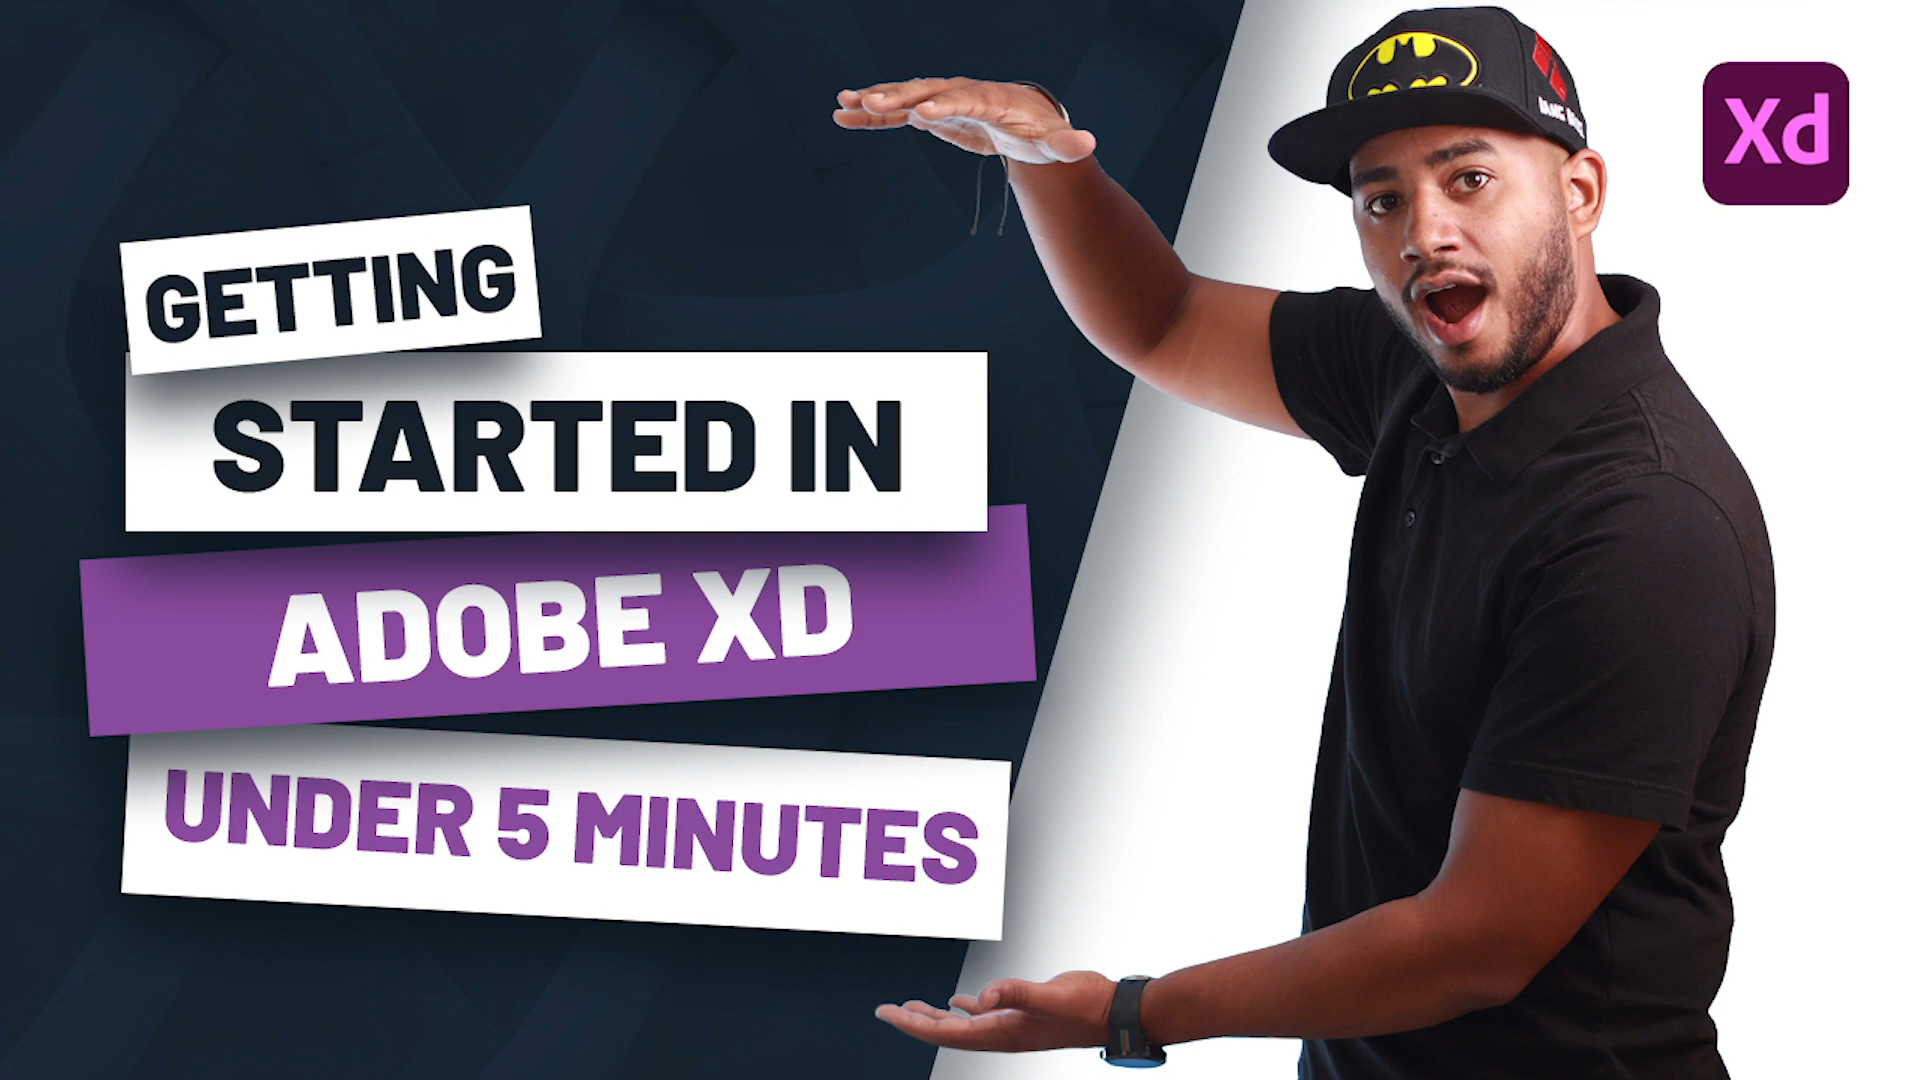 GETTING
STARTED IN
ADOBE XD
UNDER 5 MINUTES
Xd